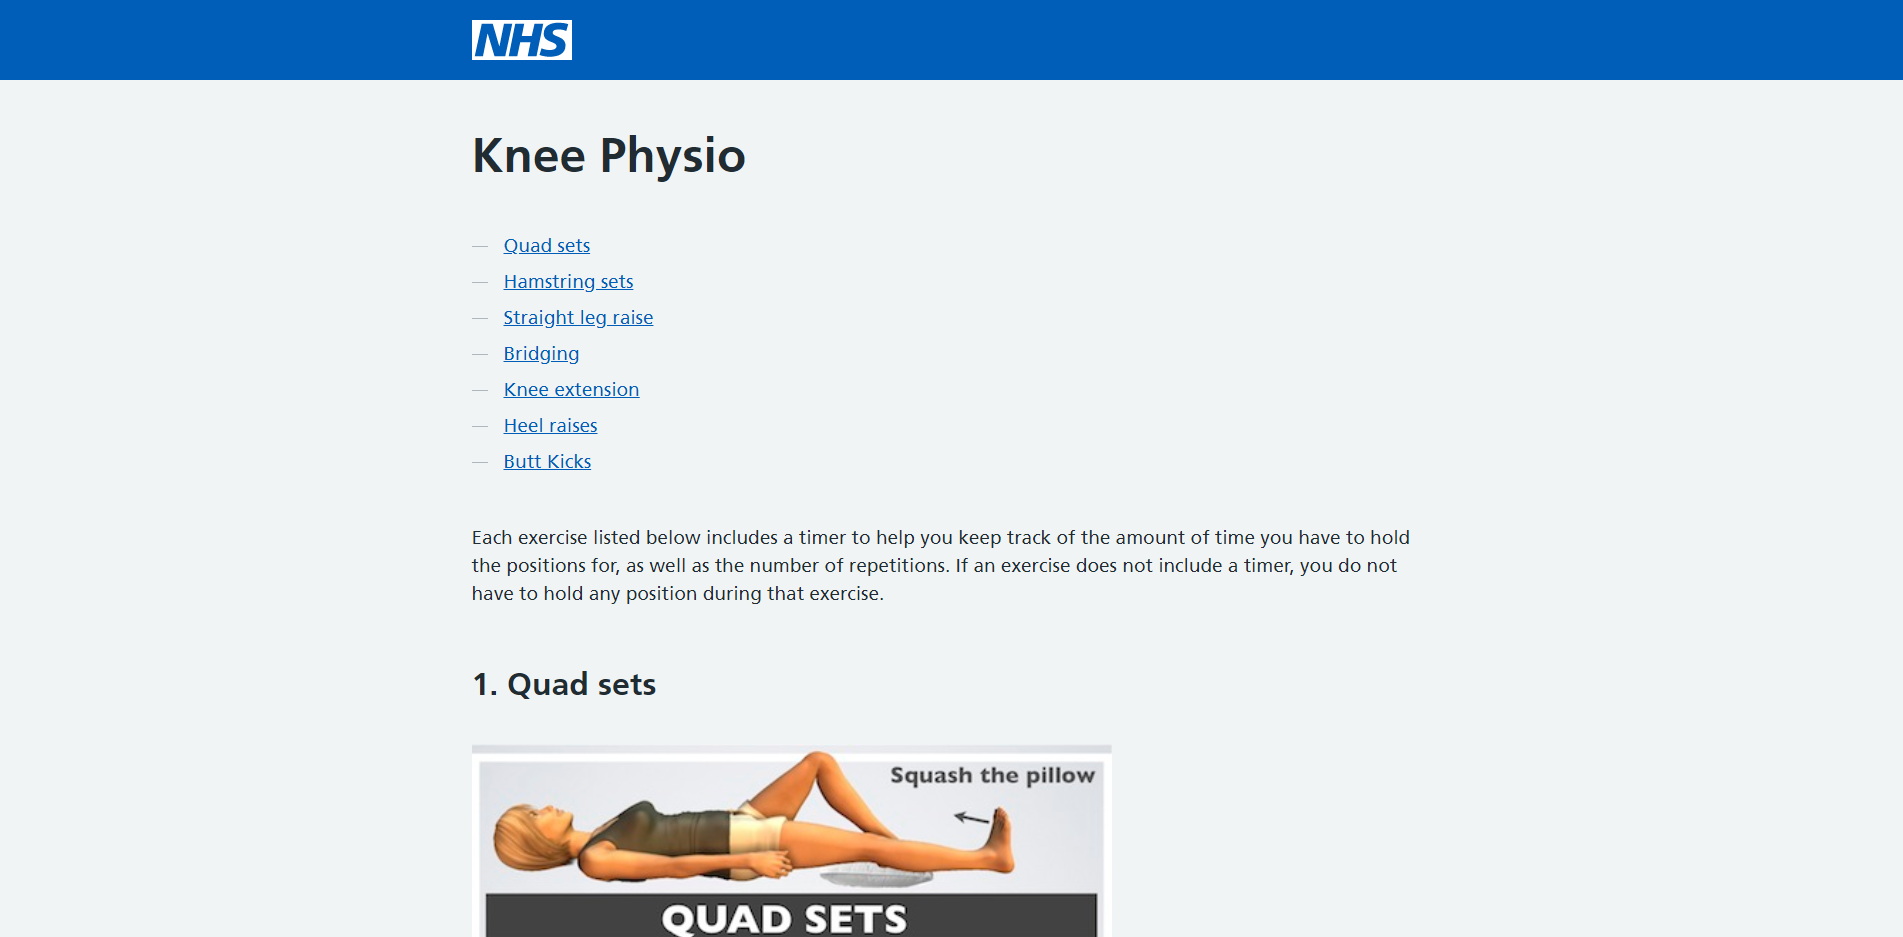 NHS
Knee Physio
Quad sets
Hamstring sets
Straight leg raise
Bridging
Knee extension
Heel raises
Butt Kicks
Each exercise listed below includes a timer to help you keep track of the amount of time you have to hold
the positions for, as well as the number of repetitions. If an exercise does not include a timer, you do not
have to hold any position during that exercise.
1. Quad sets
Squash the pillow
QUAD SETS